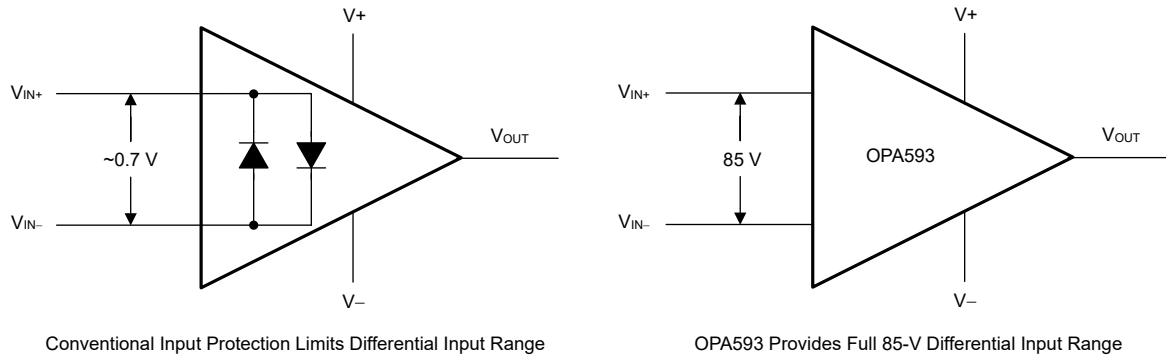 V+
VIN+
~0.7 V
VOUT
VIN–
V–
Conventional Input Protection Limits Differential Input Range
V+
VIN+
85 V
OPA593
VOUT
VIN–
V–
OPA593 Provides Full 85-V Differential Input Range